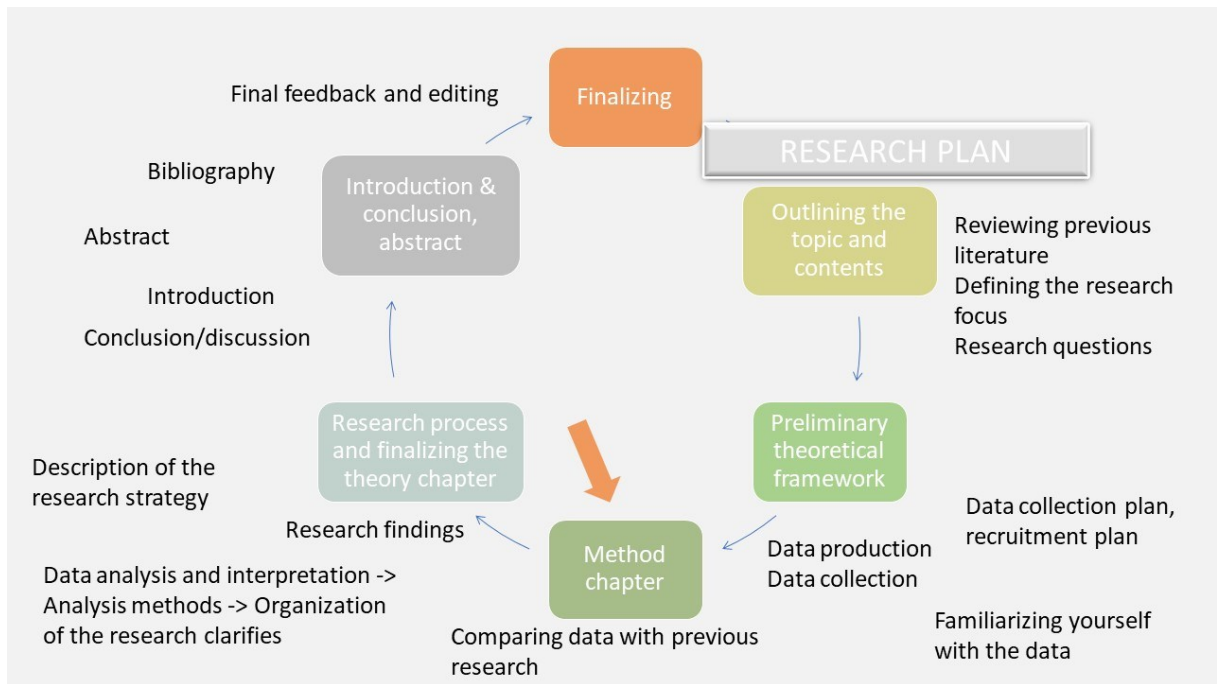 Final feedback and editing
Finalizing
RESEARCH PLAN
Bibliography
Introduction &
conclusion,
abstract
Outlining the
topic and
contents
Reviewing previous
literature
Defining the research
focus
Research questions
Abstract
Introduction
Conclusion/discussion
Research process
and finalizing the
theory chapter
Preliminary
theoretical
framework
Description of the
research strategy
Data collection plan,
recruitment plan
Research findings
Method
chapter
Data production
Data collection
Data analysis and interpretation ->
Analysis methods -> Organization
of the research clarifies
Familiarizing yourself
with the data
Comparing data with previous
research